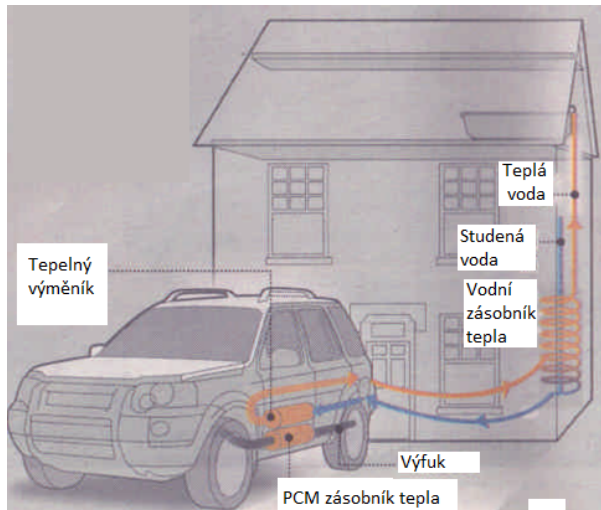 Teplá
voda
Studená
voda
Tepelný
výměník
Vodní
zásobník
tepla
Výfuk
PCM zásobník tepla